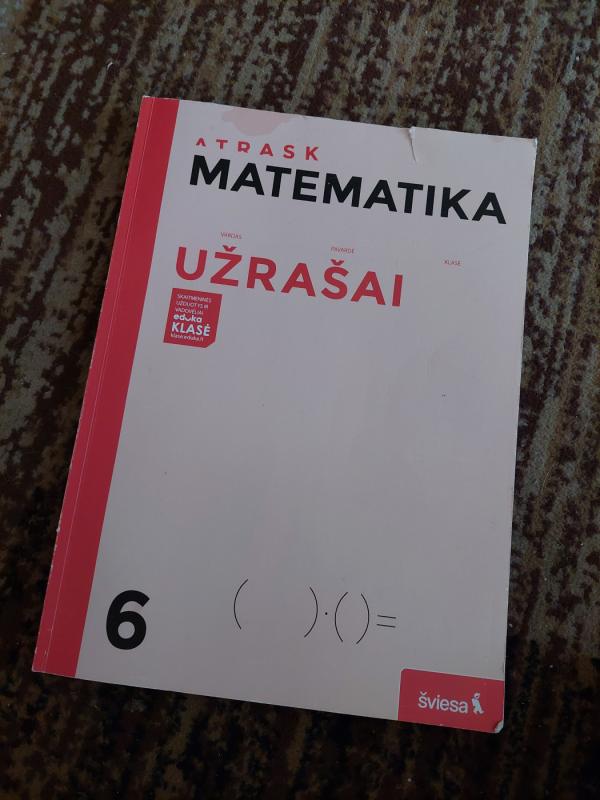 ATRASK
MATEMATIKA
VARDAS
PAVARDĖ
KLASĖ
UŽRAŠAI
SKAITMENINĖS
UŽDUOTYS IR
VADOVĖLIAI
eduka
KLASĖ
klase.eduka.lt
6
( ) · ( ) =
šviesa